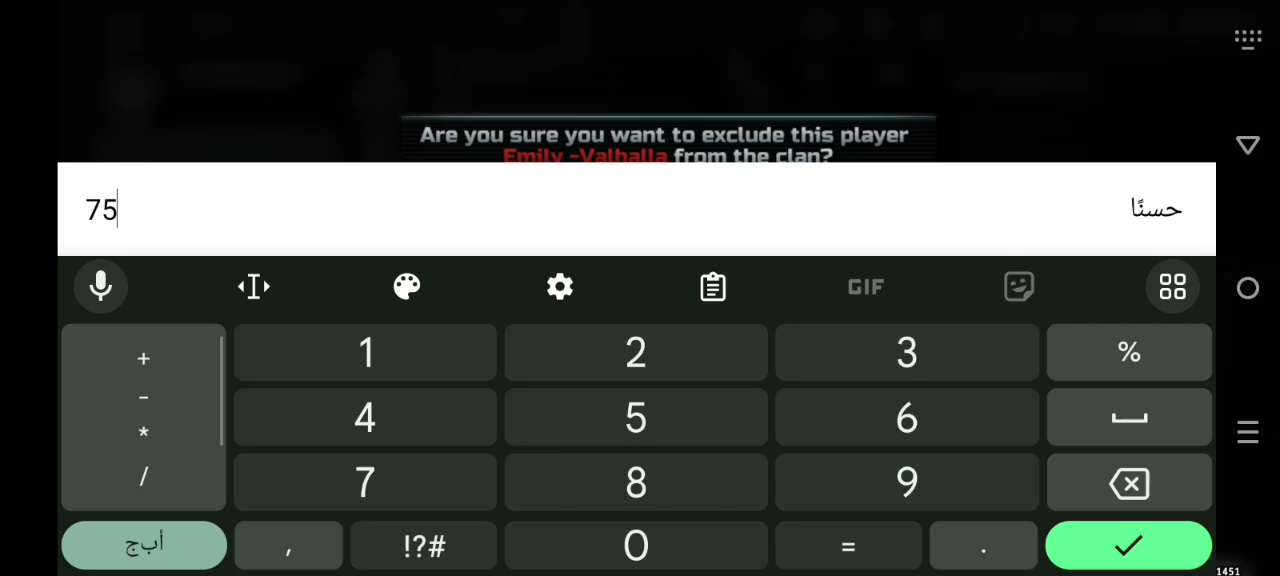 Are you sure you want to exclude this player
Emily -Valhalla from the clan?
75
حسنًا
GIF
+ 1 2 3 %
-
* 4 5 6
/ 7 8 9
أب‌ج , !?# 0 = .
1451